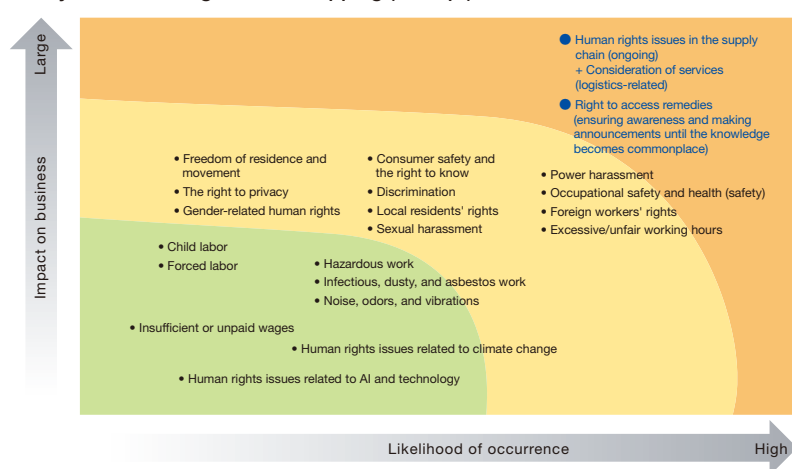 Large
Impact on business
● Human rights issues in the supply
chain (ongoing)
+ Consideration of services
(logistics-related)
● Right to access remedies
(ensuring awareness and making
announcements until the knowledge
becomes commonplace)
• Freedom of residence and
movement
• The right to privacy
• Gender-related human rights
• Consumer safety and
the right to know
• Discrimination
• Local residents' rights
• Sexual harassment
• Power harassment
• Occupational safety and health (safety)
• Foreign workers' rights
• Excessive/unfair working hours
• Child labor
• Forced labor
• Hazardous work
• Infectious, dusty, and asbestos work
• Noise, odors, and vibrations
• Insufficient or unpaid wages
• Human rights issues related to climate change
• Human rights issues related to AI and technology
Likelihood of occurrence
High